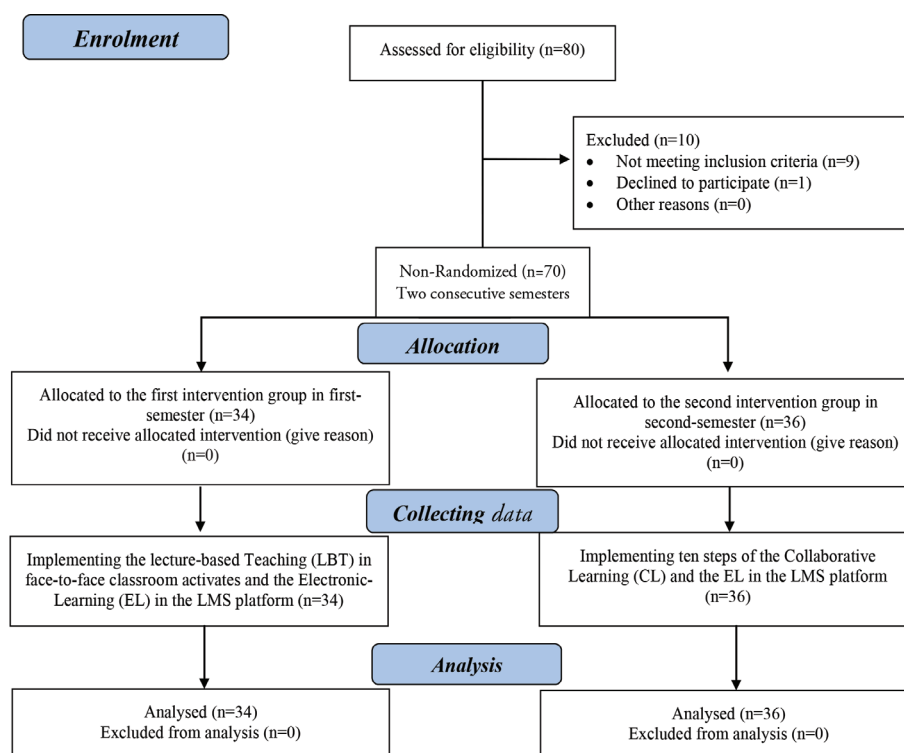 Enrolment
Assessed for eligibility (n=80)
Excluded (n=10)
• Not meeting inclusion criteria (n=9)
• Declined to participate (n=1)
• Other reasons (n=0)
Non-Randomized (n=70)
Two consecutive semesters
Allocation
Allocated to the first intervention group in first-
semester (n=34)
Did not receive allocated intervention (give reason)
(n=0)
Allocated to the second intervention group in
second-semester (n=36)
Did not receive allocated intervention (give reason)
(n=0)
Collecting data
Implementing the lecture-based Teaching (LBT) in
face-to-face classroom activates and the Electronic-
Learning (EL) in the LMS platform (n=34)
Implementing ten steps of the Collaborative
Learning (CL) and the EL in the LMS platform
(n=36)
Analysis
Analysed (n=34)
Excluded from analysis (n=0)
Analysed (n=36)
Excluded from analysis (n=0)